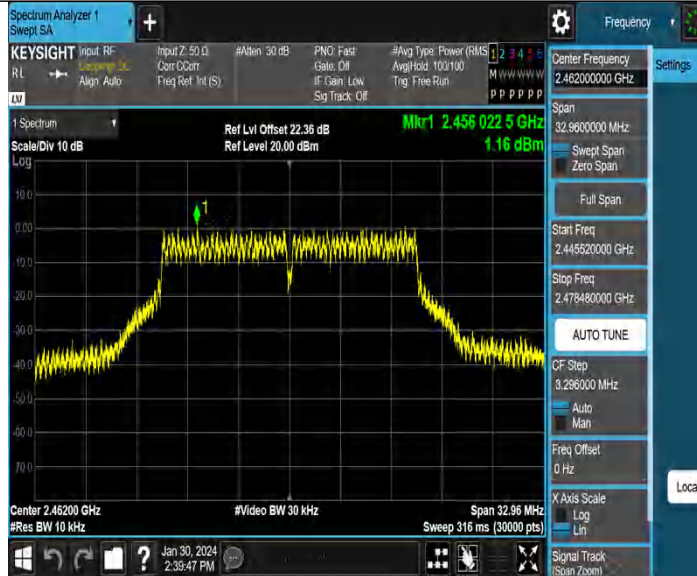 Spectrum Analyzer 1
Swept SA
+
Frequency
KEYSIGHT
RL
Input: RF
Coupling: DC
Align: Auto
Input Z: 50 Ω
Corr CCorr
Freq Ref: Int (S)
#Atten: 30 dB
PNO: Fast
Gate: Off
IF Gain: Low
Sig Track: Off
#Avg Type: Power (RMS
Avg|Hold: 100/100
Trig: Free Run
1 2 3 4 5 6
M W W W W W
P P P P P P
LXI
1 Spectrum
Scale/Div 10 dB
Log
Ref Lvl Offset 22.36 dB
Ref Level 20.00 dBm
Mkr1 2.456 022 5 GHz
1.16 dBm
10.0
0.00
-10.0
-20.0
-30.0
-40.0
-50.0
-60.0
-70.0
1
Center 2.46200 GHz
#Res BW 10 kHz
#Video BW 30 kHz
Span 32.96 MHz
Sweep 316 ms (30000 pts)
Center Frequency
2.462000000 GHz
Settings
Span
32.9600000 MHz
Swept Span
Zero Span
Full Span
Start Freq
2.445520000 GHz
Stop Freq
2.478480000 GHz
AUTO TUNE
CF Step
3.296000 MHz
Auto
Man
Freq Offset
0 Hz
X Axis Scale
Log
Lin
Loca
Signal Track
(Span Zoom)
?
Jan 30, 2024
2:39:47 PM